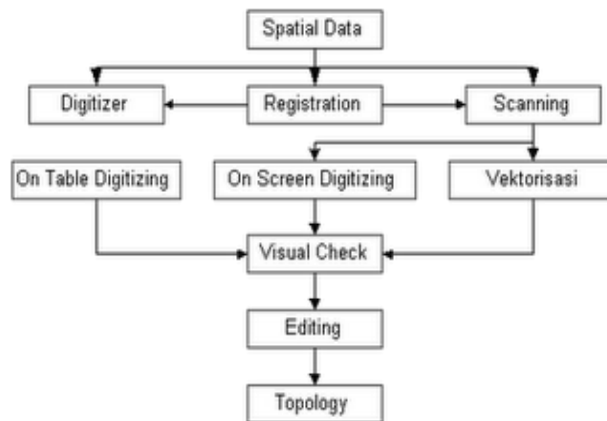 Spatial Data
Digitizer
Registration
Scanning
On Table Digitizing
On Screen Digitizing
Vektorisasi
Visual Check
Editing
Topology